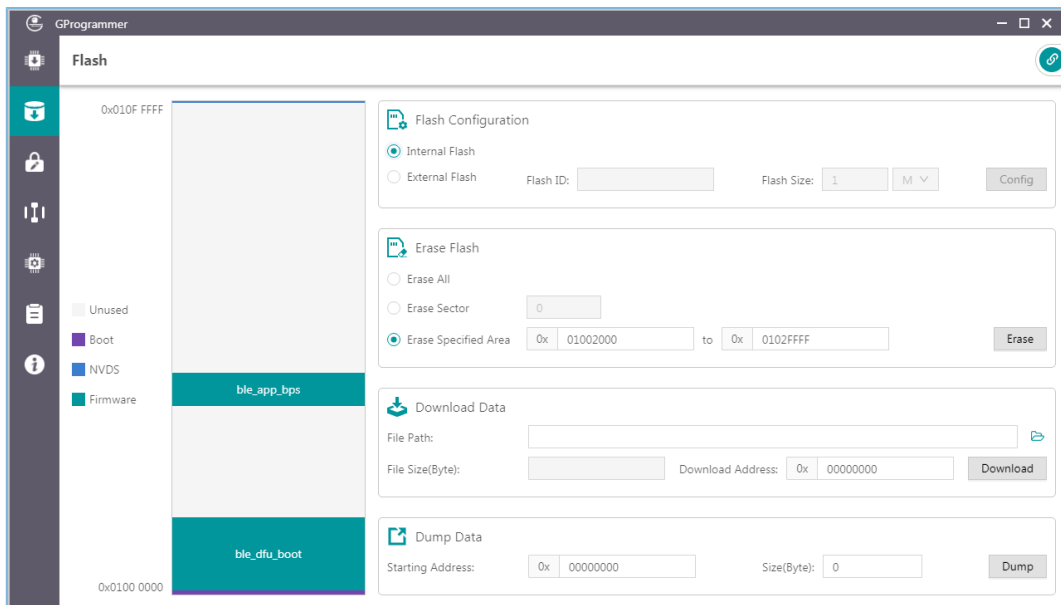 GProgrammer
Flash
0x010F FFFF
Unused
Boot
NVDS
Firmware
ble_app_bps
ble_dfu_boot
0x0100 0000
Flash Configuration
Internal Flash
External Flash Flash ID: Flash Size: 1 M Config
Erase Flash
Erase All
Erase Sector 0
Erase Specified Area 0x 01002000 to 0x 0102FFFF Erase
Download Data
File Path:
File Size(Byte): Download Address: 0x 00000000 Download
Dump Data
Starting Address: 0x 00000000 Size(Byte): 0 Dump